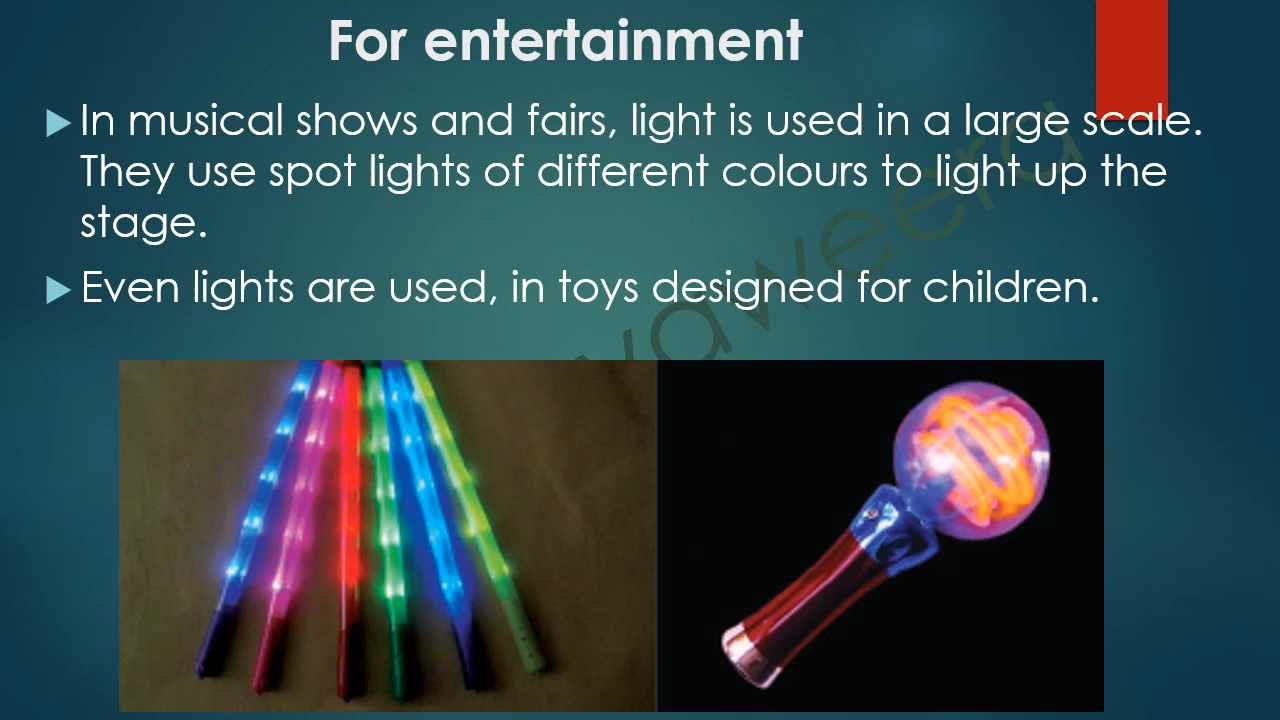 For entertainment
In musical shows and fairs, light is used in a large scale.
They use spot lights of different colours to light up the
stage.
Even lights are used, in toys designed for children.